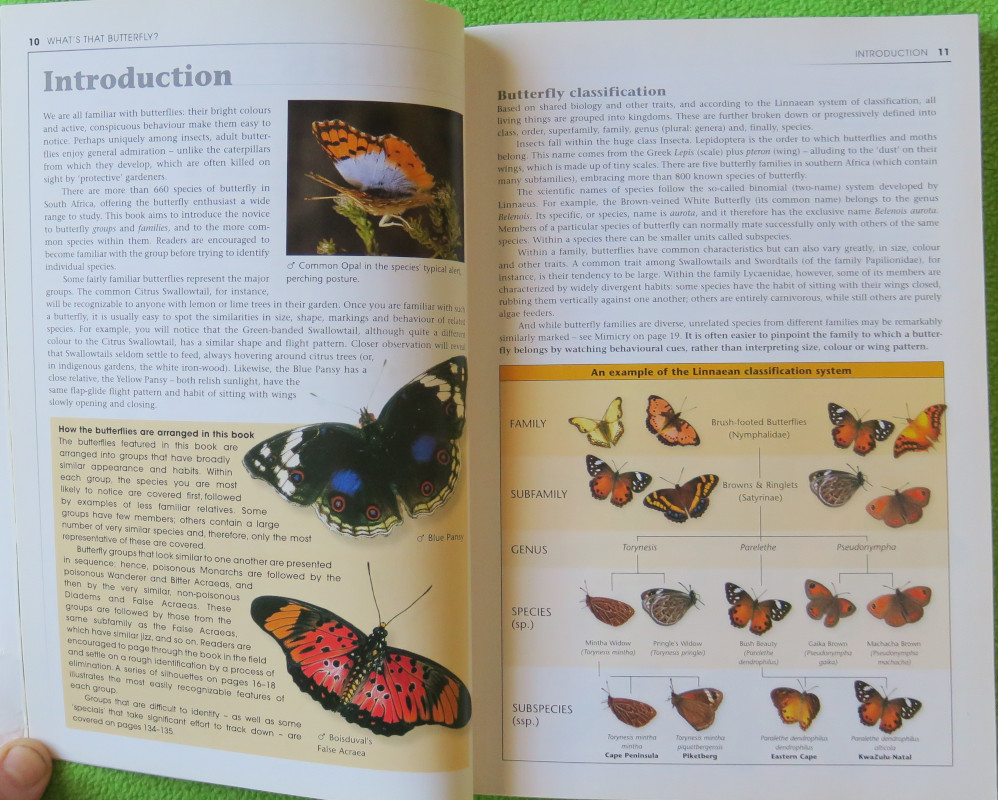 10 WHAT'S THAT BUTTERFLY?
Introduction
We are all familiar with butterflies: their bright colours
and active, conspicuous behaviour make them easy to
notice. Perhaps uniquely among insects, adult butter-
flies enjoy general admiration – unlike the caterpillars
from which they develop, which are often killed on
sight by 'protective' gardeners.
There are more than 660 species of butterfly in
South Africa, offering the butterfly enthusiast a wide
range to study. This book aims to introduce the novice
to butterfly groups and families, and to the more com-
mon species within them. Readers are encouraged to
become familiar with the group before trying to identify
individual species.
Some fairly familiar butterflies represent the major
groups. The common Citrus Swallowtail, for instance,
will be recognizable to anyone with lemon or lime trees in their garden. Once you are familiar with such
a butterfly, it is usually easy to spot the similarities in size, shape, markings and behaviour of related
species. For example, you will notice that the Green-banded Swallowtail, although quite a different
colour to the Citrus Swallowtail, has a similar shape and flight pattern. Closer observation will reveal
that Swallowtails seldom settle to feed, always hovering around citrus trees (or,
in indigenous gardens, the white iron-wood). Likewise, the Blue Pansy has a
close relative, the Yellow Pansy – both relish sunlight, have the
same flap-glide flight pattern and habit of sitting with wings
slowly opening and closing.
♂ Common Opal in the species' typical alert,
perching posture.
How the butterflies are arranged in this book
The butterflies featured in this book are
arranged into groups that have broadly
similar appearance and habits. Within
each group, the species you are most
likely to notice are covered first, followed
by examples of less familiar relatives. Some
groups have few members; others contain a large
number of very similar species and, therefore, only the most
representative of these are covered.
Butterfly groups that look similar to one another are presented
in sequence; hence, poisonous Monarchs are followed by the
poisonous Wanderer and Bitter Acraeas, and
then by the very similar, non-poisonous
Diadems and False Acraeas. These
groups are followed by those from the
same subfamily as the False Acraeas,
which have similar jizz, and so on. Readers are
encouraged to page through the book in the field
and settle on a rough identification by a process of
elimination. A series of silhouettes on pages 16–18
illustrates the most easily recognizable features of
each group.
Groups that are difficult to identify – as well as some
'specials' that take significant effort to track down – are
covered on pages 134–135.
♂ Blue Pansy
♂ Boisduval's
False Acraea
INTRODUCTION 11
Butterfly classification
Based on shared biology and other traits, and according to the Linnaean system of classification, all
living things are grouped into kingdoms. These are further broken down or progressively defined into
class, order, superfamily, family, genus (plural: genera) and, finally, species.
Insects fall within the huge class Insecta. Lepidoptera is the order to which butterflies and moths
belong. This name comes from the Greek Lepis (scale) plus pteron (wing) – alluding to the 'dust' on their
wings, which is made up of tiny scales. There are five butterfly families in southern Africa (which contain
many subfamilies), embracing more than 800 known species of butterfly.
The scientific names of species follow the so-called binomial (two-name) system developed by
Linnaeus. For example, the Brown-veined White Butterfly (its common name) belongs to the genus
Belenois. Its specific, or species, name is aurota, and it therefore has the exclusive name Belenois aurota.
Members of a particular species of butterfly can normally mate successfully only with others of the same
species. Within a species there can be smaller units called subspecies.
Within a family, butterflies have common characteristics but can also vary greatly, in size, colour
and other traits. A common trait among Swallowtails and Swordtails (of the family Papilionidae), for
instance, is their tendency to be large. Within the family Lycaenidae, however, some of its members are
characterized by widely divergent habits: some species have the habit of sitting with their wings closed,
rubbing them vertically against one another; others are entirely carnivorous, while still others are purely
algae feeders.
And while butterfly families are diverse, unrelated species from different families may be remarkably
similarly marked – see Mimicry on page 19. It is often easier to pinpoint the family to which a butter-
fly belongs by watching behavioural cues, rather than interpreting size, colour or wing pattern.
An example of the Linnaean classification system
FAMILY
Brush-footed Butterflies
(Nymphalidae)
SUBFAMILY
Browns & Ringlets
(Satyrinae)
GENUS
Torynesis
Parelethe
Pseudonympha
SPECIES
(sp.)
Mintha Widow
(Torynesis mintha)
Pringle's Widow
(Torynesis pringlei)
Bush Beauty
(Paralethe
dendrophilus)
Gaika Brown
(Pseudonympha
gaika)
Machacha Brown
(Pseudonympha
machacha)
SUBSPECIES
(ssp.)
Torynesis mintha
mintha
Cape Peninsula
Torynesis mintha
piquetbergensis
Piketberg
Paralethe dendrophilus
dendrophilus
Eastern Cape
Paralethe dendrophilus
albicola
KwaZulu-Natal